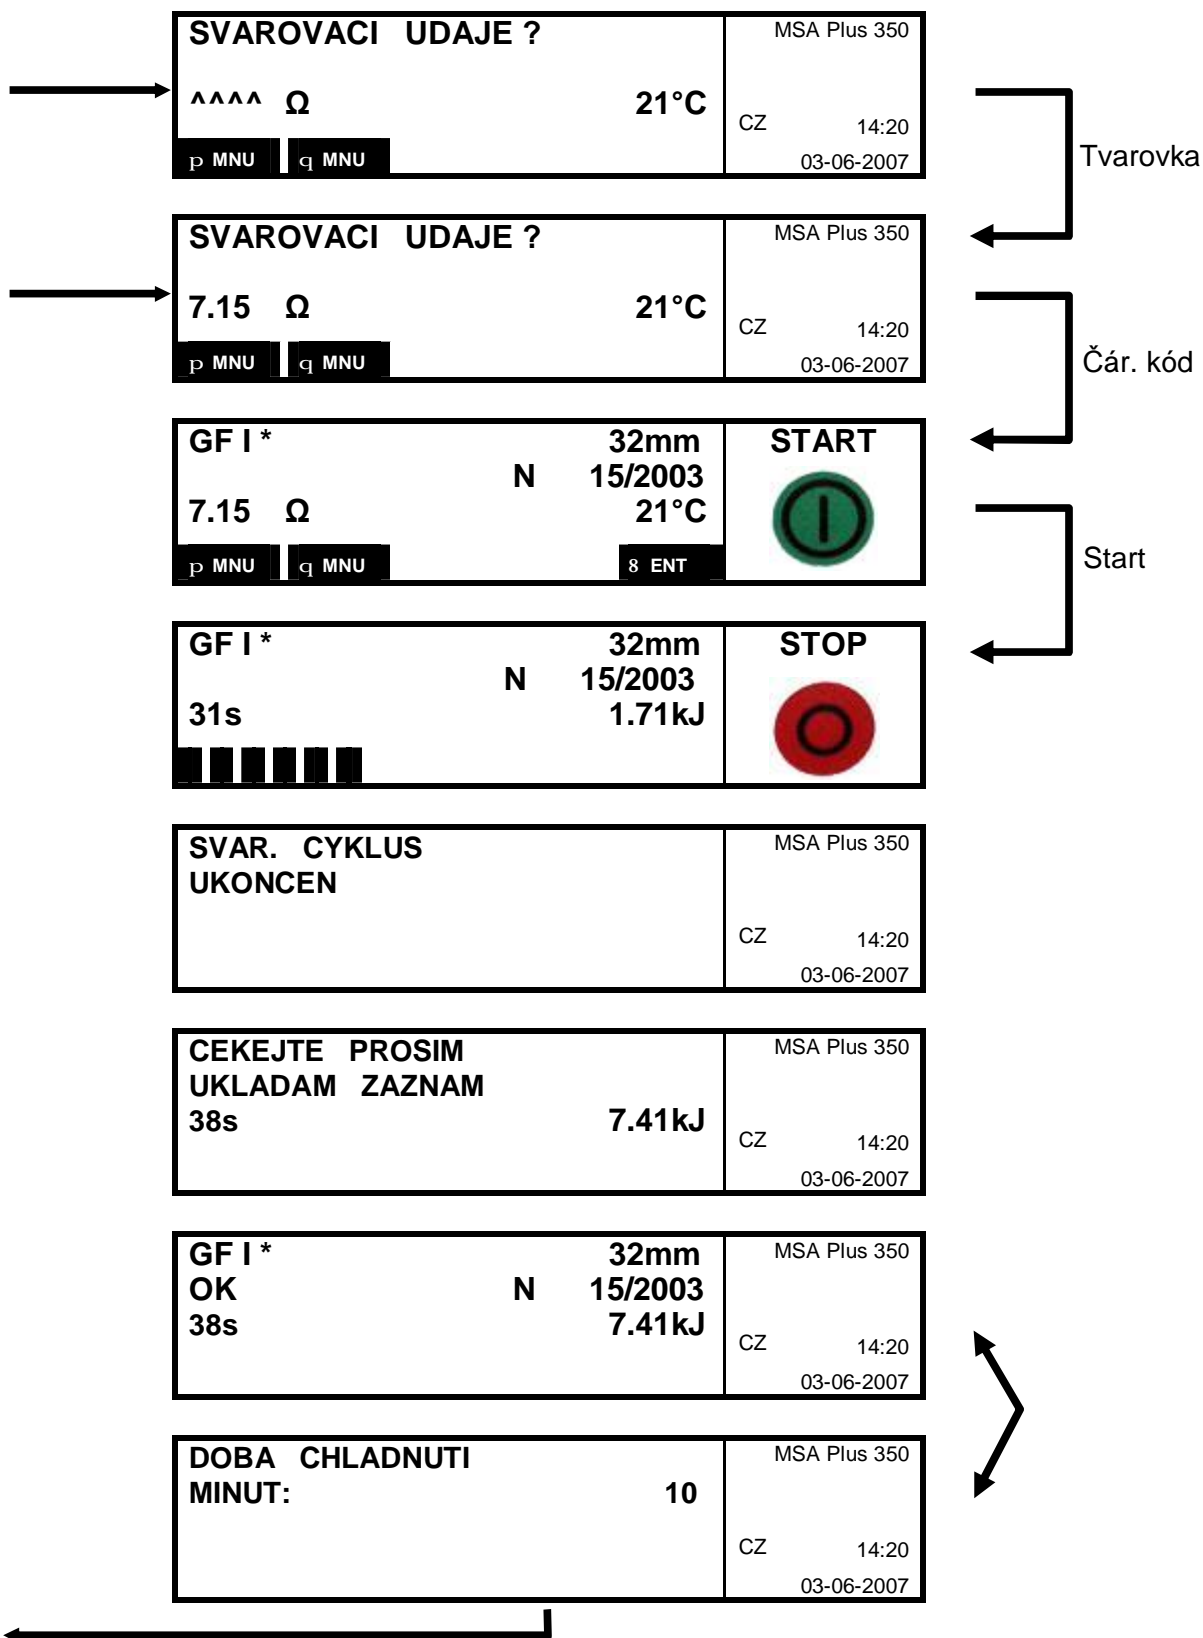 SVAROVACI UDAJE ? MSA Plus 350
^^^^ Ω 21°C
CZ 14:20
p MNU q MNU 03-06-2007
Tvarovka
SVAROVACI UDAJE ? MSA Plus 350
7.15 Ω 21°C
CZ 14:20
p MNU q MNU 03-06-2007
Čár. kód
GF I * 32mm START
N 15/2003
7.15 Ω 21°C
p MNU q MNU 8 ENT
Start
GF I * 32mm STOP
N 15/2003
31s 1.71kJ
SVAR. CYKLUS MSA Plus 350
UKONCEN
CZ 14:20
03-06-2007
CEKEJTE PROSIM MSA Plus 350
UKLADAM ZAZNAM
38s 7.41kJ
CZ 14:20
03-06-2007
GF I * 32mm MSA Plus 350
OK N 15/2003
38s 7.41kJ
CZ 14:20
03-06-2007
DOBA CHLADNUTI MSA Plus 350
MINUT: 10
CZ 14:20
03-06-2007